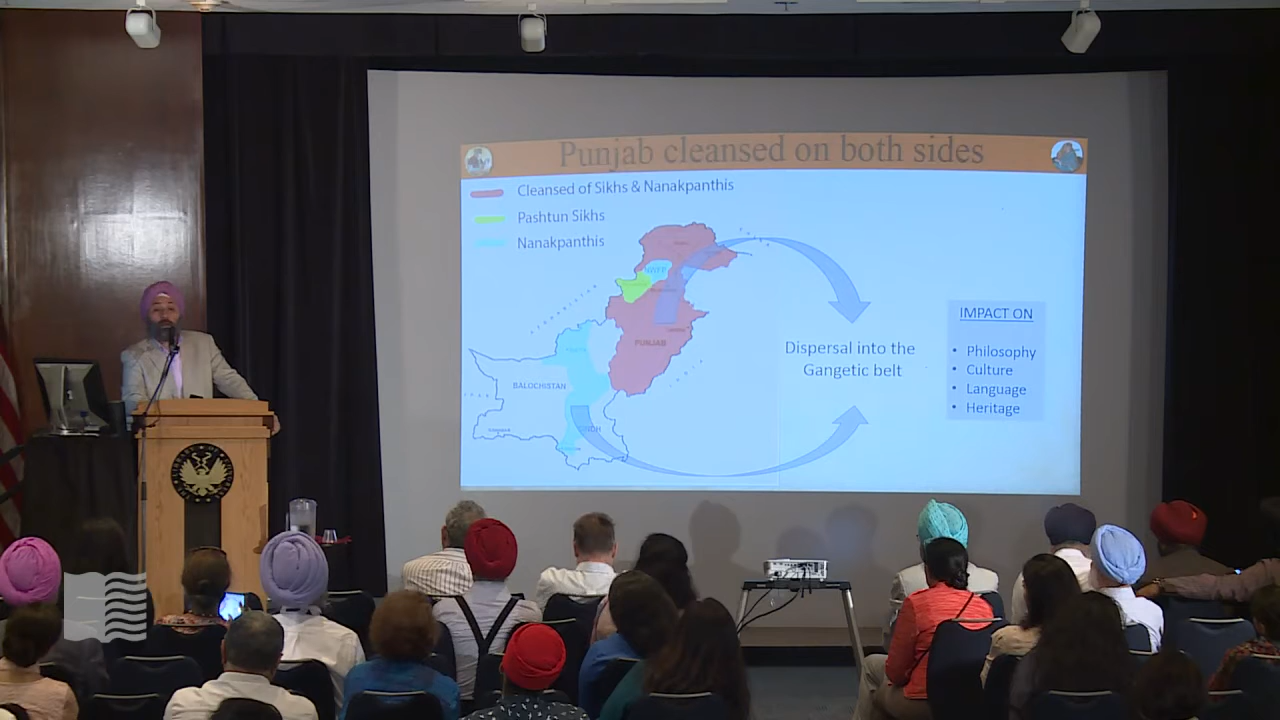 Punjab cleansed on both sides
Cleansed of Sikhs & Nanakpanthis
Pashtun Sikhs
Nanakpanthis
NWFP
PUNJAB
BALOCHISTAN
SINDH
Dispersal into the
Gangetic belt
IMPACT ON
• Philosophy
• Culture
• Language
• Heritage